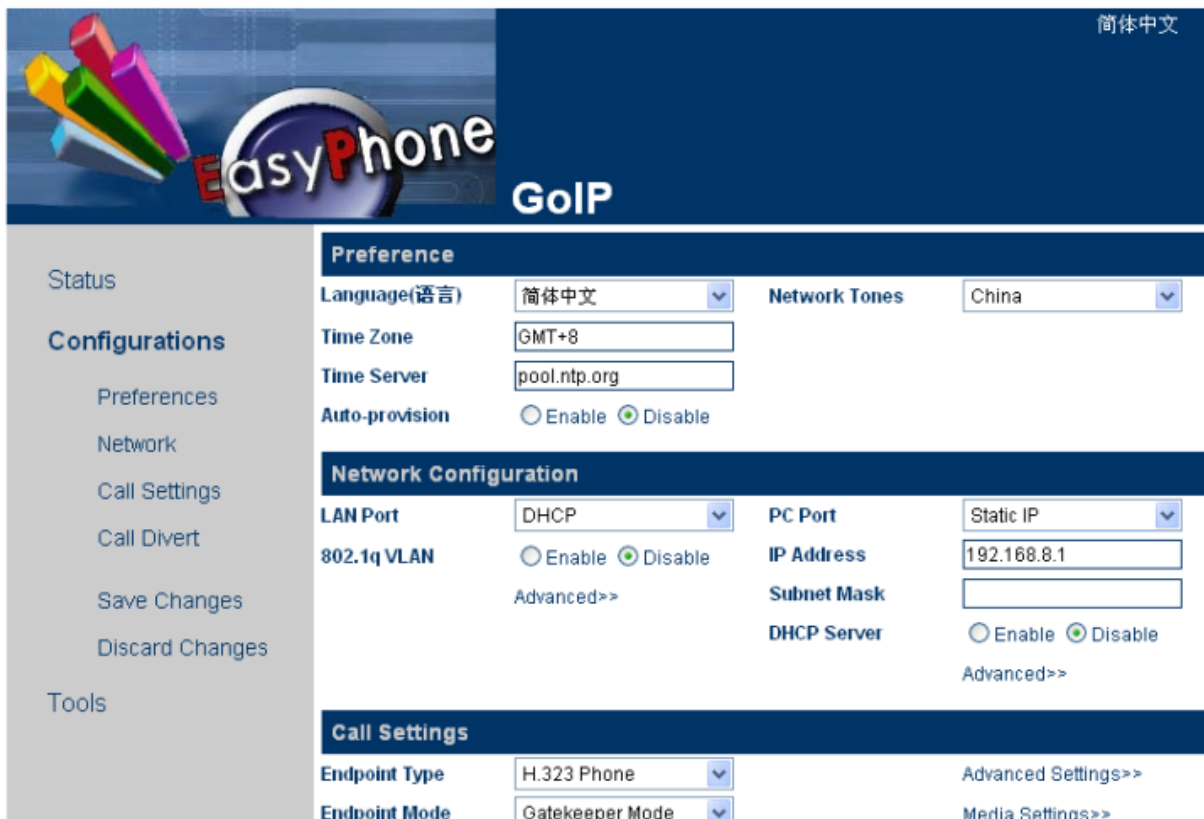 简体中文
EasyPhone
GoIP
Status
Configurations
Preferences
Network
Call Settings
Call Divert
Save Changes
Discard Changes
Tools
Preference
Language(语言) 简体中文 Network Tones China
Time Zone GMT+8
Time Server pool.ntp.org
Auto-provision Enable Disable
Network Configuration
LAN Port DHCP PC Port Static IP
802.1q VLAN Enable Disable IP Address 192.168.8.1
Advanced>> Subnet Mask
DHCP Server Enable Disable
Advanced>>
Call Settings
Endpoint Type H.323 Phone Advanced Settings>>
Endpoint Mode Gatekeeper Mode Media Settings>>